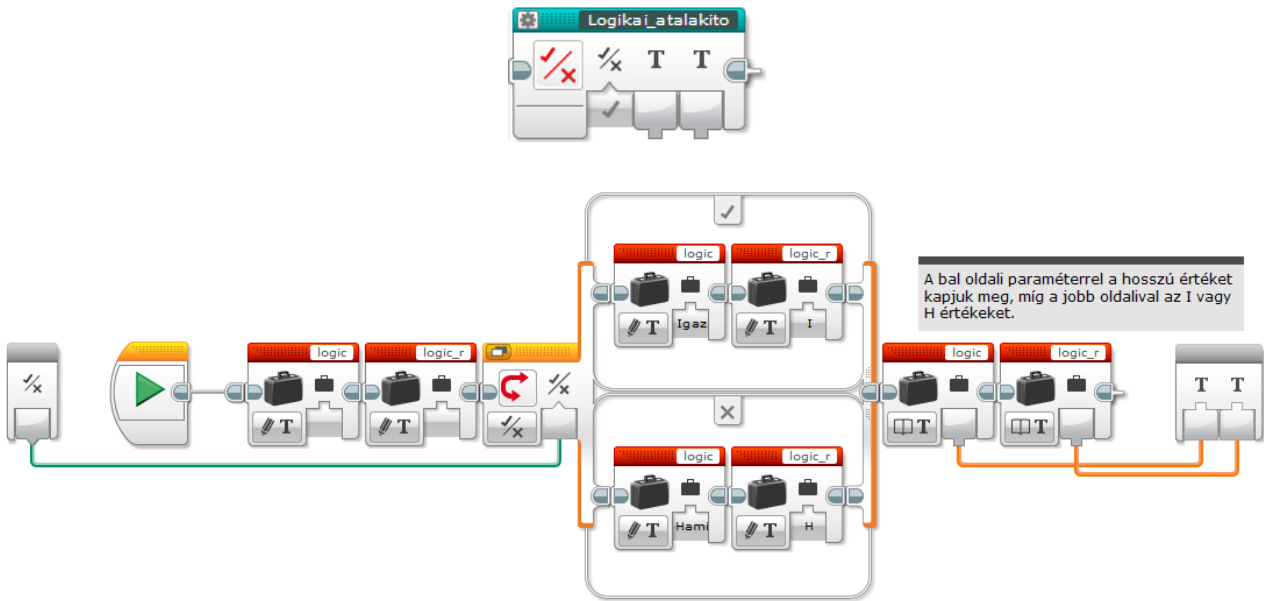 Logikai_atalakito
T T
logic logic_r
Igaz I
T T
A bal oldali paraméterrel a hosszú értéket
kapjuk meg, míg a jobb oldalival az I vagy
H értékeket.
logic logic_r
T T
logic logic_r
T T
T T
logic logic_r
Hami H
T T